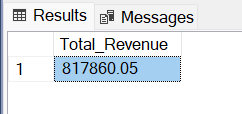 Results Messages
Total_Revenue
1 817860.05